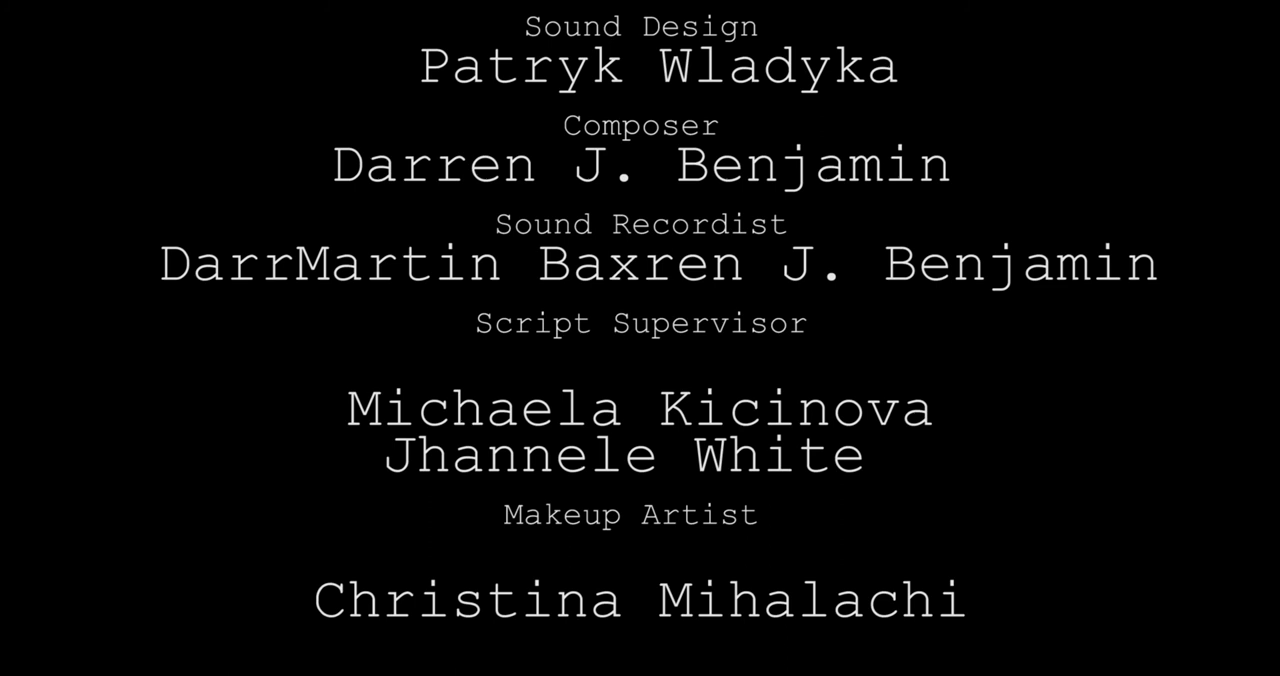 Sound Design
Patryk Wladyka
Composer
Darren J. Benjamin
Sound Recordist
DarrMartin Baxren J. Benjamin
Script Supervisor
Michaela Kicinova
Jhannele White
Makeup Artist
Christina Mihalachi